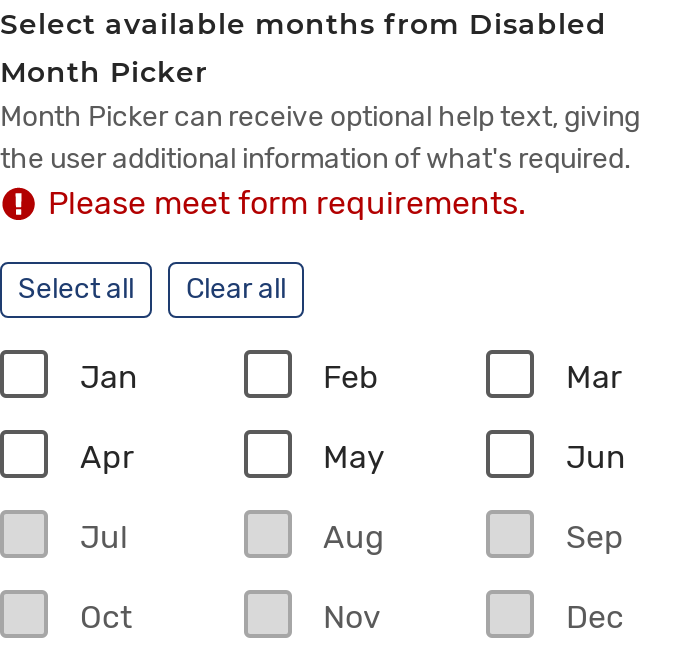 Select available months from Disabled
Month Picker
Month Picker can receive optional help text, giving
the user additional information of what's required.
Please meet form requirements.
Select all Clear all
Jan Feb Mar
Apr May Jun
Jul Aug Sep
Oct Nov Dec